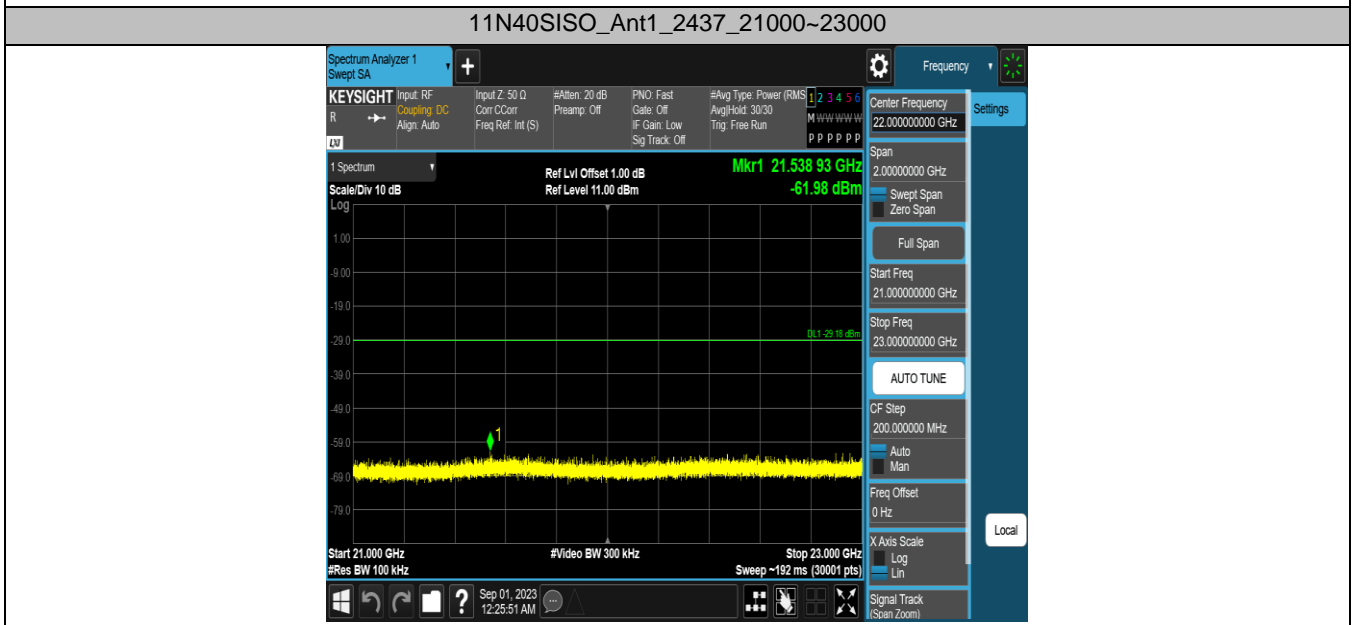 11N40SISO_Ant1_2437_21000~23000
Spectrum Analyzer 1
Swept SA
Frequency
KEYSIGHT
R
LXI
Input: RF
Coupling: DC
Align: Auto
Input Z: 50 Ω
Corr CCorr
Freq Ref: Int (S)
#Atten: 20 dB
Preamp: Off
PNO: Fast
Gate: Off
IF Gain: Low
Sig Track: Off
#Avg Type: Power (RMS
Avg|Hold: 30/30
Trig: Free Run
1 2 3 4 5 6
M W W W W W
P P P P P P
1 Spectrum
Scale/Div 10 dB
Log
Ref Lvl Offset 1.00 dB
Ref Level 11.00 dBm
Mkr1 21.538 93 GHz
-61.98 dBm
1.00
-9.00
-19.0
-29.0
-39.0
-49.0
-59.0
-69.0
-79.0
DL1 -29.18 dBm
1
Start 21.000 GHz
#Res BW 100 kHz
#Video BW 300 kHz
Stop 23.000 GHz
Sweep ~192 ms (30001 pts)
Center Frequency
22.000000000 GHz
Span
2.00000000 GHz
Swept Span
Zero Span
Full Span
Start Freq
21.000000000 GHz
Stop Freq
23.000000000 GHz
AUTO TUNE
CF Step
200.000000 MHz
Auto
Man
Freq Offset
0 Hz
X Axis Scale
Log
Lin
Signal Track
(Span Zoom)
Settings
Local
?
Sep 01, 2023
12:25:51 AM